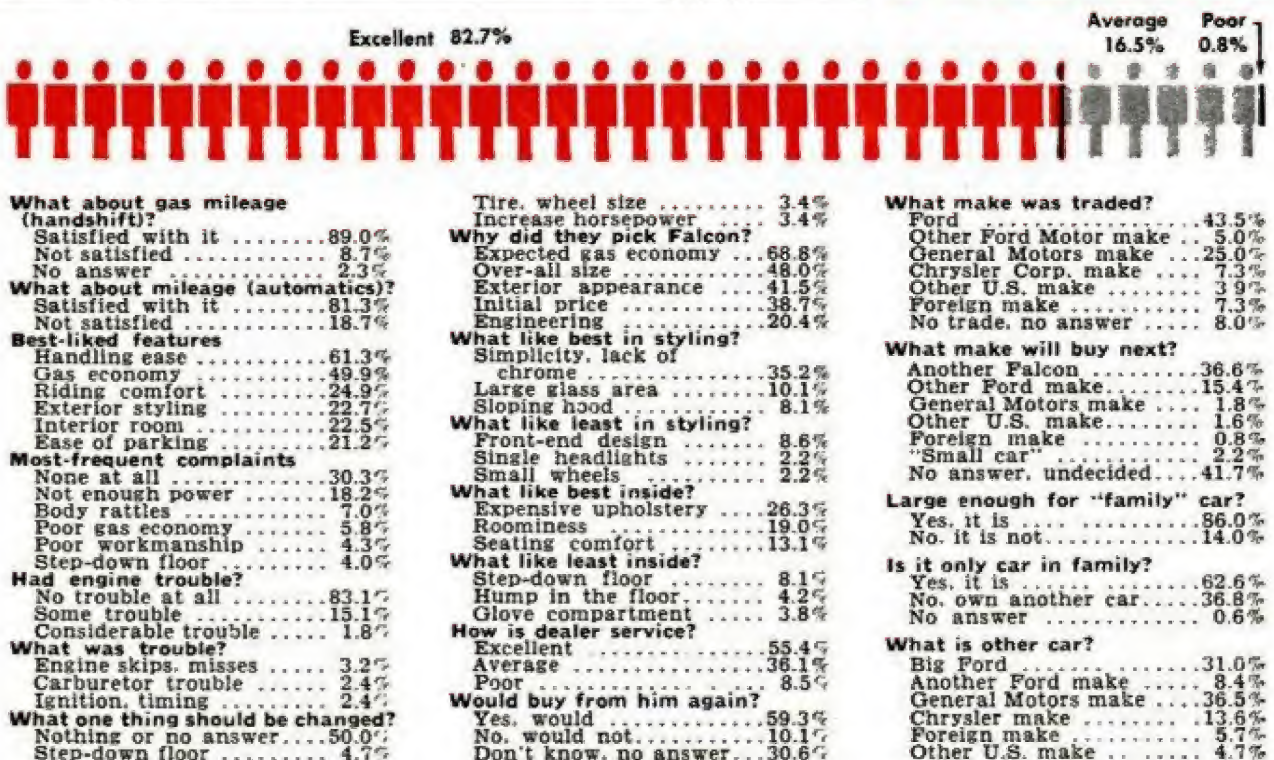 Excellent 82.7%
Average 16.5%
Poor 0.8%
What about gas mileage
(handshift)?
Satisfied with it ........89.0%
Not satisfied ............ 8.7%
No answer ............. 2.3%
What about mileage (automatics)?
Satisfied with it ........81.3%
Not satisfied ............18.7%
Best-liked features
Handling ease ...........61.3%
Gas economy ............49.9%
Riding comfort ..........24.9%
Exterior styling .........22.7%
Interior room ...........22.5%
Ease of parking .........21.2%
Most-frequent complaints
None at all .............30.3%
Not enough power .......18.2%
Body rattles ............ 7.0%
Poor gas economy ...... 5.8%
Poor workmanship ...... 4.3%
Step-down floor ......... 4.0%
Had engine trouble?
No trouble at all ........83.1%
Some trouble ............15.1%
Considerable trouble ..... 1.8%
What was trouble?
Engine skips, misses ..... 3.2%
Carburetor trouble ...... 2.4%
Ignition, timing ......... 2.4%
What one thing should be changed?
Nothing or no answer....50.0%
Step-down floor ......... 4.7%
Tire, wheel size ......... 3.4%
Increase horsepower .... 3.4%
Why did they pick Falcon?
Expected gas economy ...68.8%
Over-all size ............48.0%
Exterior appearance ....41.5%
Initial price ............38.7%
Engineering ............20.4%
What like best in styling?
Simplicity, lack of
chrome .................35.2%
Large glass area ........10.1%
Sloping hood ........... 8.1%
What like least in styling?
Front-end design ....... 8.6%
Single headlights ....... 2.2%
Small wheels ........... 2.2%
What like best inside?
Expensive upholstery ....26.3%
Roominess .............19.0%
Seating comfort .........13.1%
What like least inside?
Step-down floor ........ 8.1%
Hump in the floor....... 4.2%
Glove compartment ..... 3.8%
How is dealer service?
Excellent ...............55.4%
Average ................36.1%
Poor ................... 8.5%
Would buy from him again?
Yes, would .............59.3%
No, would not...........10.1%
Don't know, no answer...30.6%
What make was traded?
Ford ..................43.5%
Other Ford Motor make .. 5.0%
General Motors make ...25.0%
Chrysler Corp. make .... 7.3%
Other U.S. make ........ 3.9%
Foreign make ........... 7.3%
No trade, no answer ..... 8.0%
What make will buy next?
Another Falcon .........36.6%
Other Ford make........15.4%
General Motors make .... 1.8%
Other U.S. make........ 1.6%
Foreign make .......... 0.8%
"Small car" ............ 2.2%
No answer, undecided....41.7%
Large enough for "family" car?
Yes, it is .... ...........86.0%
No, it is not.............14.0%
Is it only car in family?
Yes, it is ...............62.6%
No, own another car.....36.8%
No answer ............. 0.6%
What is other car?
Big Ford ...............31.0%
Another Ford make ..... 8.4%
General Motors make ....36.5%
Chrysler make ..........13.6%
Foreign make ........... 5.7%
Other U.S. make .. ...... 4.7%